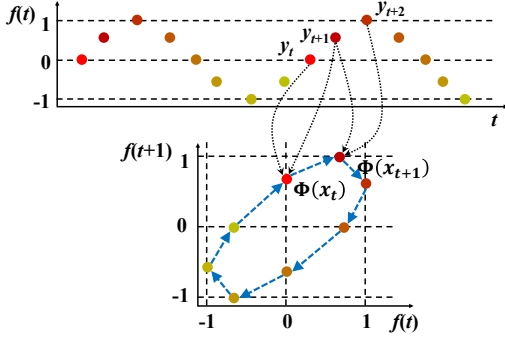 f(t)
1
0
-1
y_t
y_{t+1}
y_{t+2}
t
f(t+1)
1
0
-1
Φ(x_t)
Φ(x_{t+1})
-1 0 1
f(t)